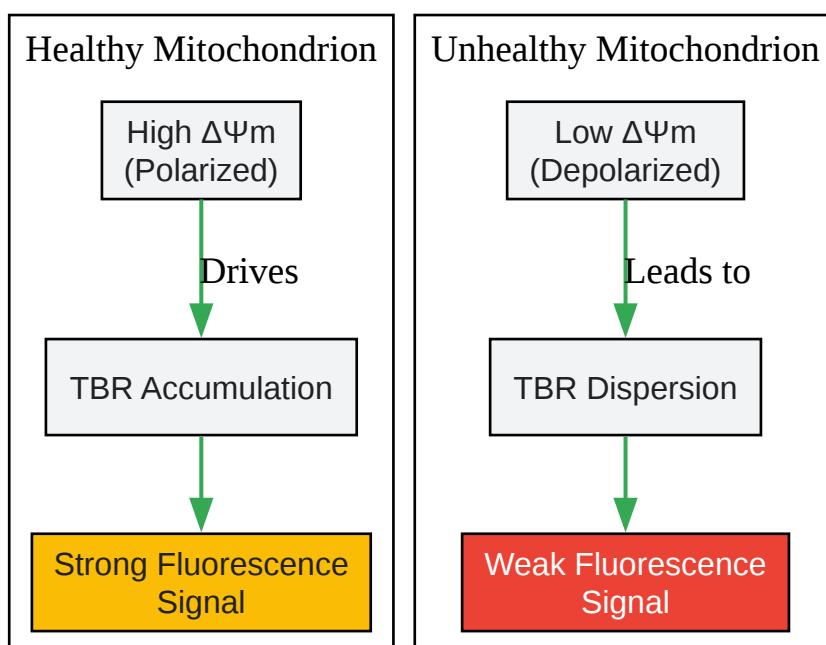 Healthy Mitochondrion
High ΔΨm
(Polarized)
Drives
TBR Accumulation
Strong Fluorescence
Signal
Unhealthy Mitochondrion
Low ΔΨm
(Depolarized)
Leads to
TBR Dispersion
Weak Fluorescence
Signal